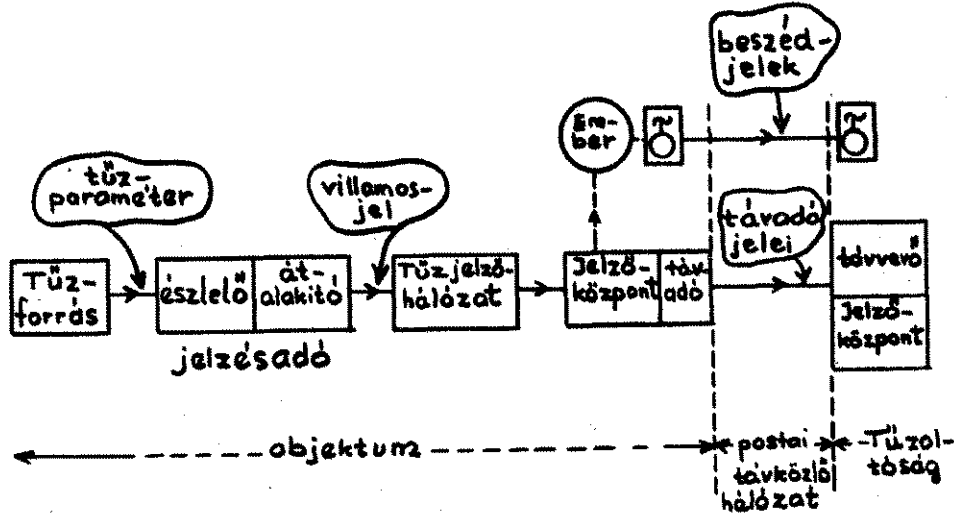 beszéd-
jelek
Em-
ber
tűz-
paraméter
villamos-
jel
távadó
jelei
Tűz-
forrás
észlelő
át-
alakító
Tűzjelző-
hálózat
Jelző-
központ
táv-
adó
távvevő
Jelző-
központ
jelzésadó
objektum
postai
távközlő
hálózat
Tűzol-
tóság